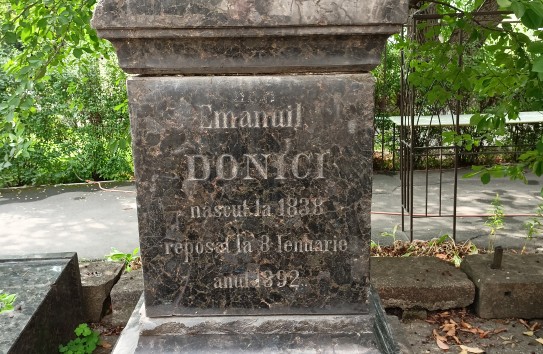 Emanuil
DONICI
nascut la 1838
reposat la 8 Ienuarie
anul 1892